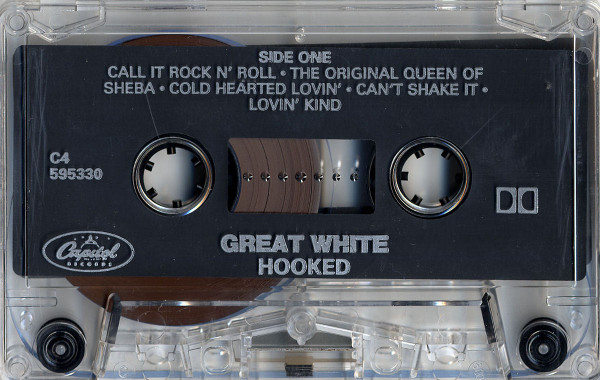 SIDE ONE
CALL IT ROCK N' ROLL • THE ORIGINAL QUEEN OF
SHEBA • COLD HEARTED LOVIN' • CAN'T SHAKE IT •
LOVIN' KIND
C4
595330
Capitol
RECORDS
GREAT WHITE
HOOKED